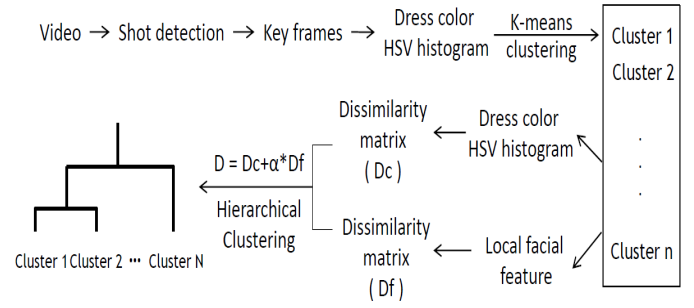 Video → Shot detection → Key frames → Dress color
HSV histogram
K-means
clustering
Cluster 1
Cluster 2
.
.
.
Cluster n
Dress color
HSV histogram
Dissimilarity
matrix
( Dc )
Local facial
feature
Dissimilarity
matrix
( Df )
D = Dc+α*Df
Hierarchical
Clustering
Cluster 1 Cluster 2 ··· Cluster N